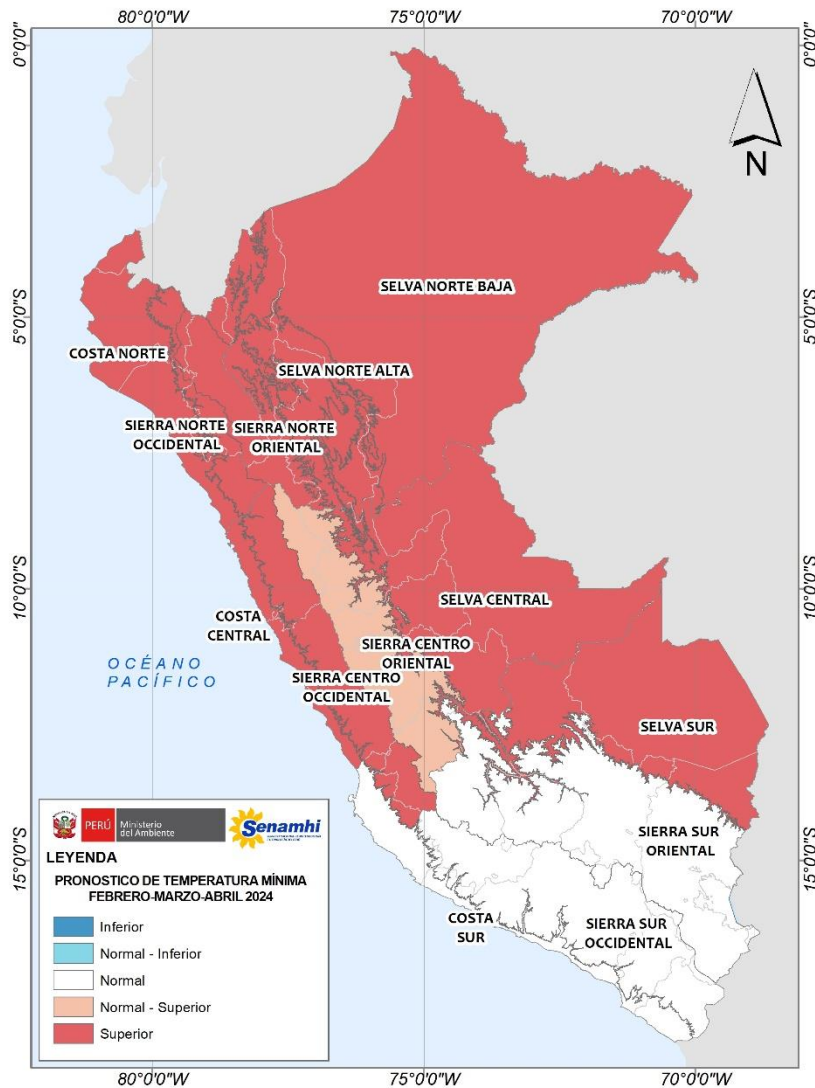 80°0'0"W
75°0'0"W
70°0'0"W
0°0'0"
0°0'0"
N
SELVA NORTE BAJA
5°0'0"S
5°0'0"S
COSTA NORTE
SELVA NORTE ALTA
SIERRA NORTE
OCCIDENTAL
SIERRA NORTE
ORIENTAL
10°0'0"S
10°0'0"S
SELVA CENTRAL
COSTA
CENTRAL
SIERRA CENTRO
ORIENTAL
OCÉANO
PACÍFICO
SIERRA CENTRO
OCCIDENTAL
SELVA SUR
SIERRA SUR
ORIENTAL
15°0'0"S
15°0'0"S
COSTA
SUR
SIERRA SUR
OCCIDENTAL
PERÚ
Ministerio
del Ambiente
Senamhi
LEYENDA
PRONOSTICO DE TEMPERATURA MÍNIMA
FEBRERO-MARZO-ABRIL 2024
Inferior
Normal - Inferior
Normal
Normal - Superior
Superior
80°0'0"W
75°0'0"W
70°0'0"W